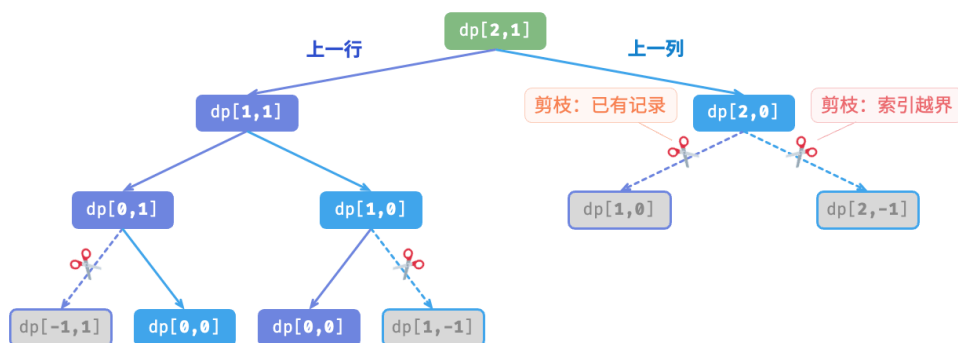 dp[2,1]
上一行
上一列
dp[1,1]
剪枝：已有记录
dp[2,0]
剪枝：索引越界
dp[0,1]
dp[1,0]
dp[1,0]
dp[2,-1]
dp[-1,1]
dp[0,0]
dp[0,0]
dp[1,-1]